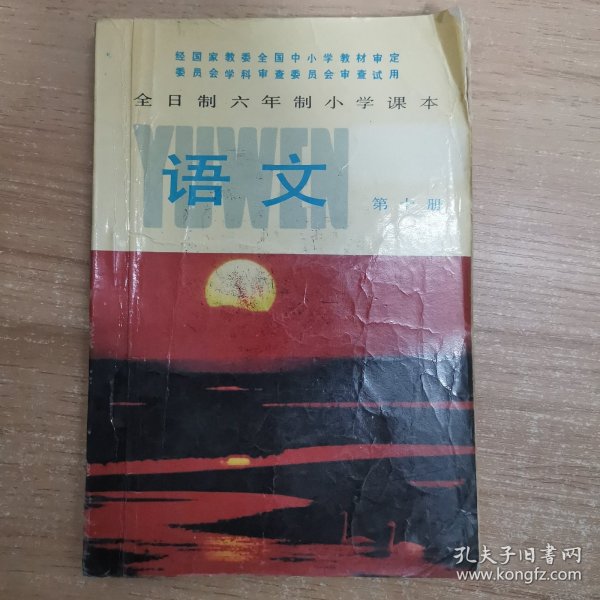 经国家教委全国中小学教材审定
委员会学科审查委员会审查试用
全日制六年制小学课本
YUWEN
语文
第十册
孔夫子旧书网
www.kongfz.com